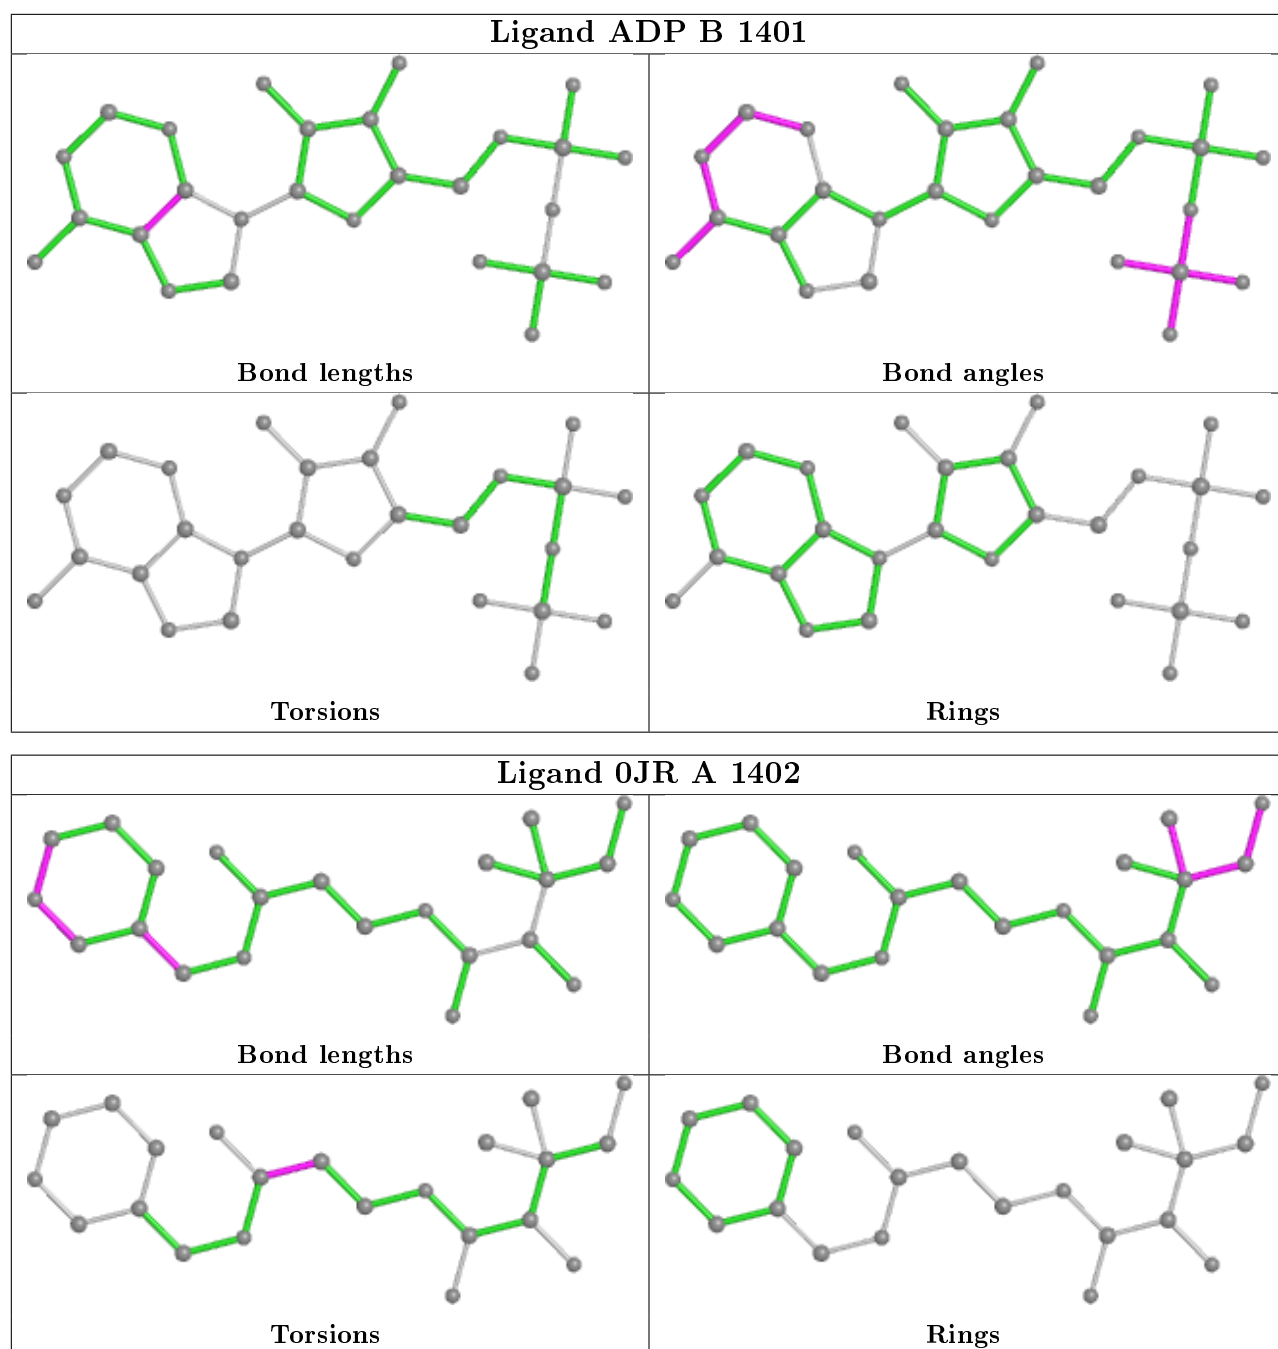 Ligand ADP B 1401
Bond lengths
Bond angles
Torsions
Rings
Ligand 0JR A 1402
Bond lengths
Bond angles
Torsions
Rings